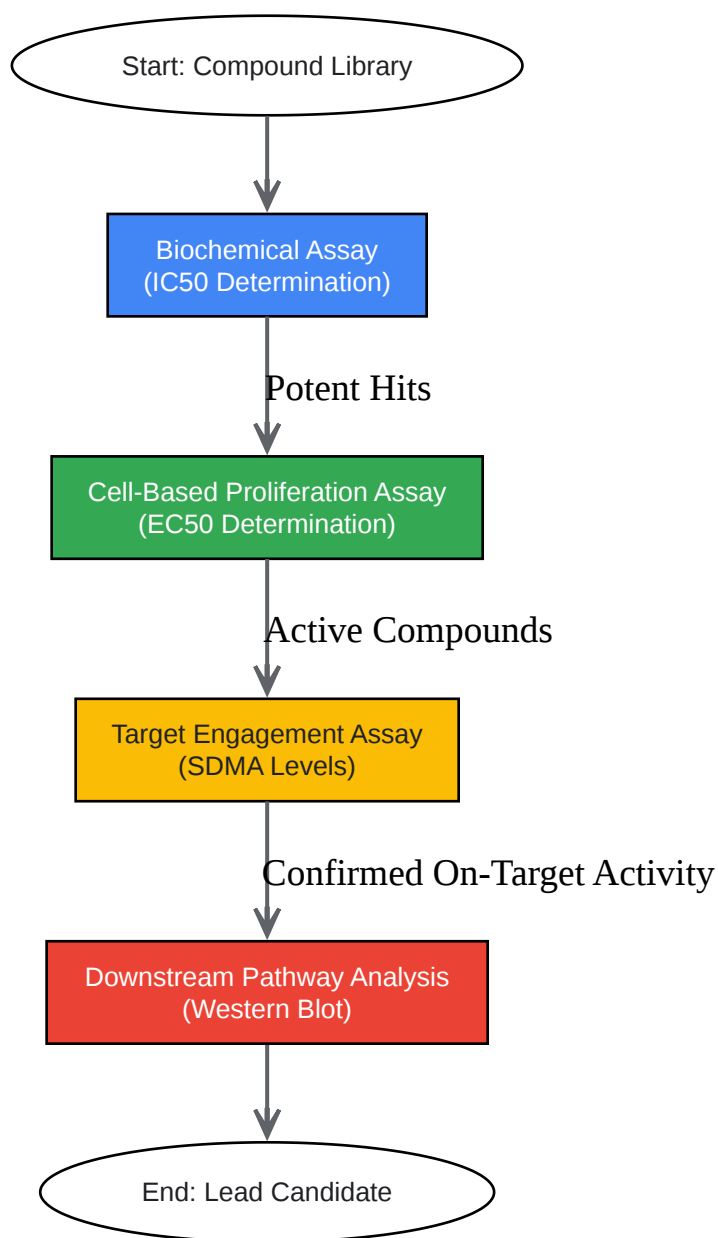 Start: Compound Library
Biochemical Assay
(IC50 Determination)
Potent Hits
Cell-Based Proliferation Assay
(EC50 Determination)
Active Compounds
Target Engagement Assay
(SDMA Levels)
Confirmed On-Target Activity
Downstream Pathway Analysis
(Western Blot)
End: Lead Candidate